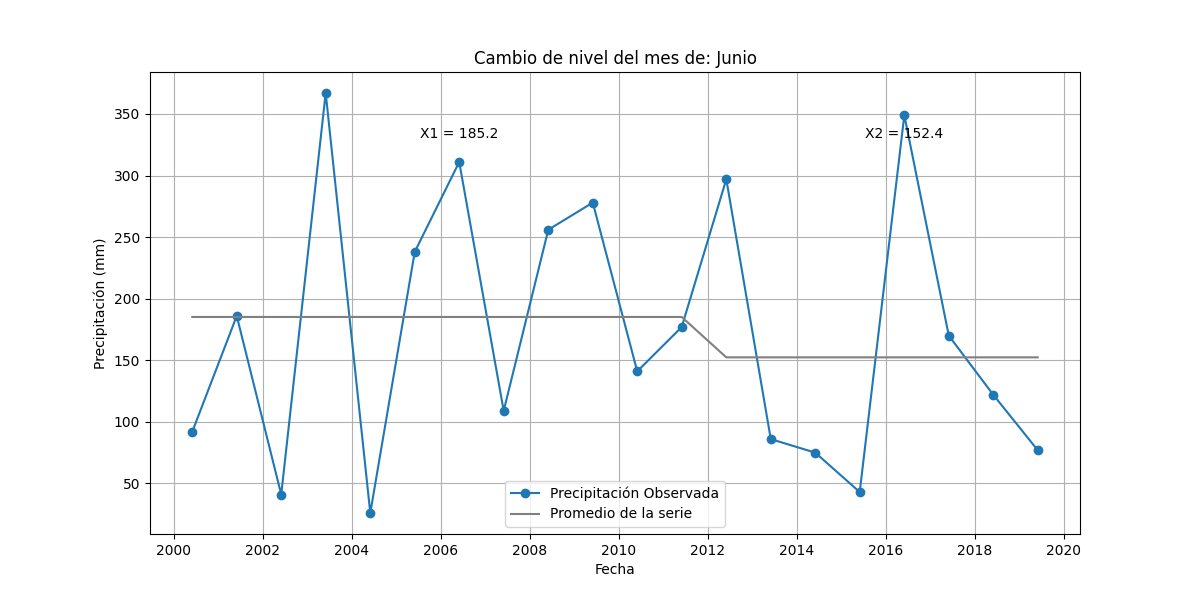 Cambio de nivel del mes de: Junio
Precipitación (mm)
350
300
250
200
150
100
50
X1 = 185.2
X2 = 152.4
Precipitación Observada
Promedio de la serie
2000 2002 2004 2006 2008 2010 2012 2014 2016 2018 2020
Fecha